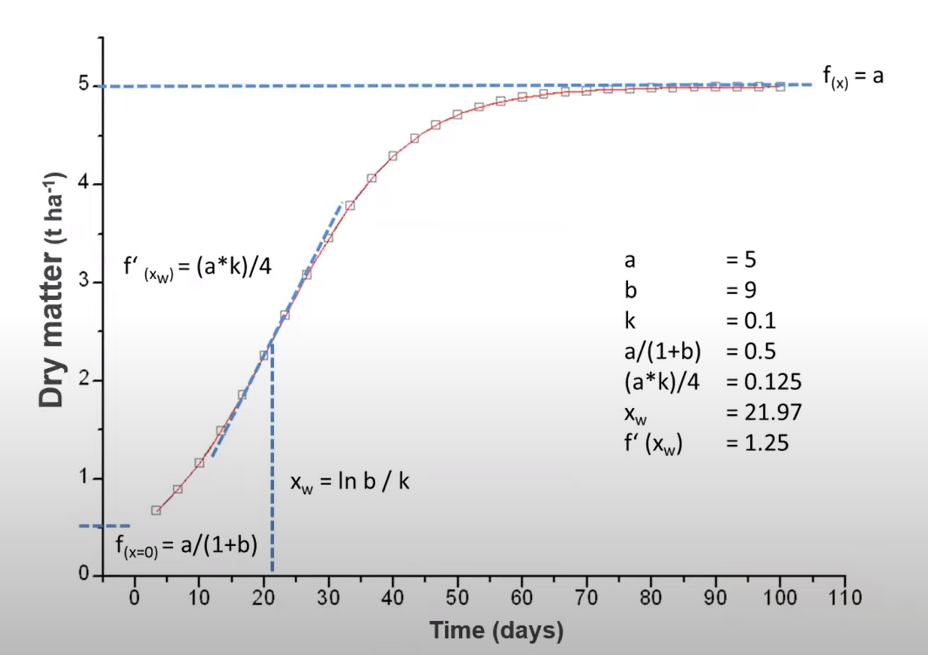 f(x) = a
5
4
3
2
1
0
Dry matter (t ha-1)
f‘ (xw) = (a*k)/4
a = 5
b = 9
k = 0.1
a/(1+b) = 0.5
(a*k)/4 = 0.125
xw = 21.97
f‘ (xw) = 1.25
xw = ln b / k
f(x=0) = a/(1+b)
0 10 20 30 40 50 60 70 80 90 100 110
Time (days)